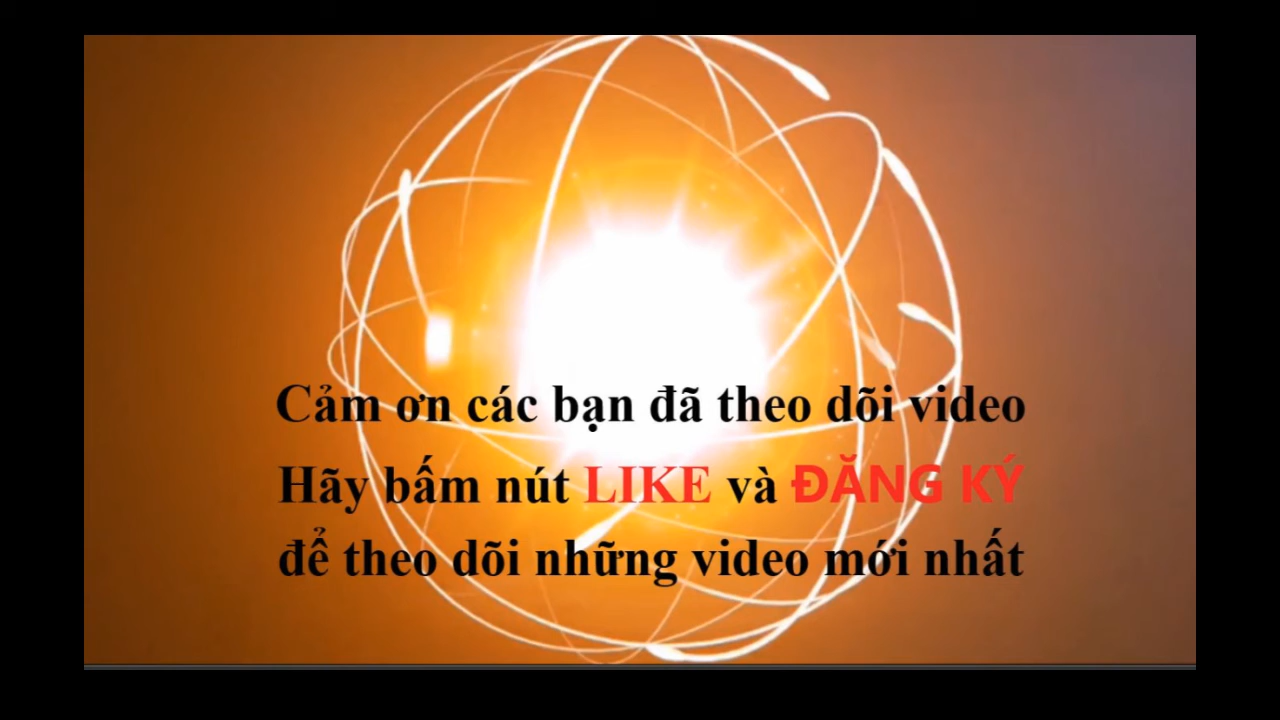 Cảm ơn các bạn đã theo dõi video
Hãy bấm nút LIKE và ĐĂNG KÝ
để theo dõi những video mới nhất